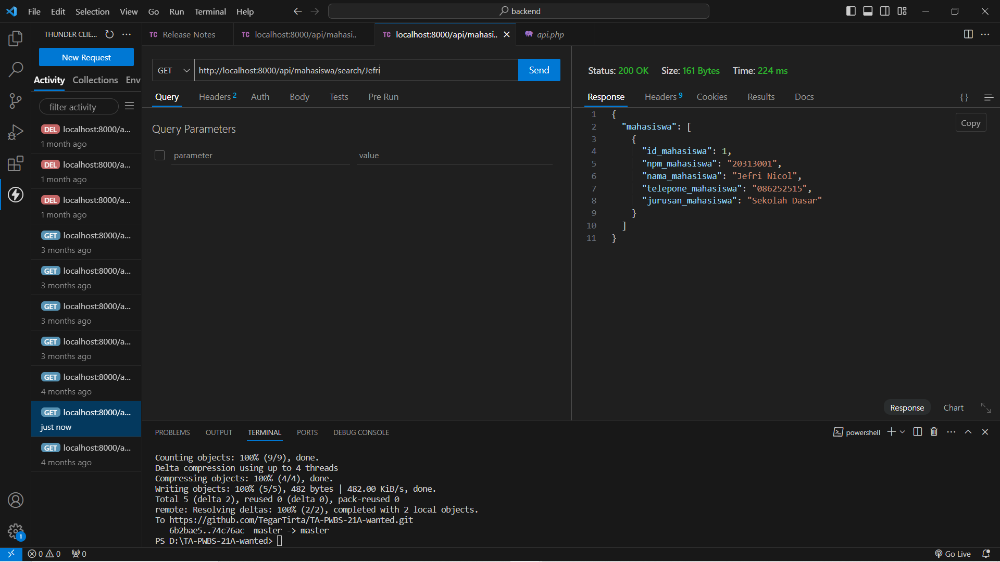 File Edit Selection View Go Run Terminal Help
backend
THUNDER CLIE...
New Request
Activity Collections Env
filter activity
DEL localhost:8000/a...
1 month ago
DEL localhost:8000/a...
1 month ago
DEL localhost:8000/a...
1 month ago
GET localhost:8000/a...
3 months ago
GET localhost:8000/a...
3 months ago
GET localhost:8000/a...
3 months ago
GET localhost:8000/a...
3 months ago
GET localhost:8000/a...
4 months ago
GET localhost:8000/a...
just now
GET localhost:8000/a...
4 months ago
1
TC Release Notes
TC localhost:8000/api/mahasi..
TC localhost:8000/api/mahasi..
api.php
GET http://localhost:8000/api/mahasiswa/search/Jefri Send
Query Headers 2 Auth Body Tests Pre Run
Query Parameters
parameter value
Status: 200 OK Size: 161 Bytes Time: 224 ms
Response Headers 9 Cookies Results Docs { }
Copy
1 {
2 "mahasiswa": [
3 {
4 "id_mahasiswa": 1,
5 "npm_mahasiswa": "20313001",
6 "nama_mahasiswa": "Jefri Nicol",
7 "telepone_mahasiswa": "086252515",
8 "jurusan_mahasiswa": "Sekolah Dasar"
9 }
10 ]
11 }
Response Chart
PROBLEMS OUTPUT TERMINAL PORTS DEBUG CONSOLE
powershell
Counting objects: 100% (9/9), done.
Delta compression using up to 4 threads
Compressing objects: 100% (4/4), done.
Writing objects: 100% (5/5), 482 bytes | 482.00 KiB/s, done.
Total 5 (delta 2), reused 0 (delta 0), pack-reused 0
remote: Resolving deltas: 100% (2/2), completed with 2 local objects.
To https://github.com/TegarTirta/TA-PWBS-21A-wanted.git
6b2bae5..74c76ac master -> master
PS D:\TA-PWBS-21A-wanted>
0 0 0
Go Live